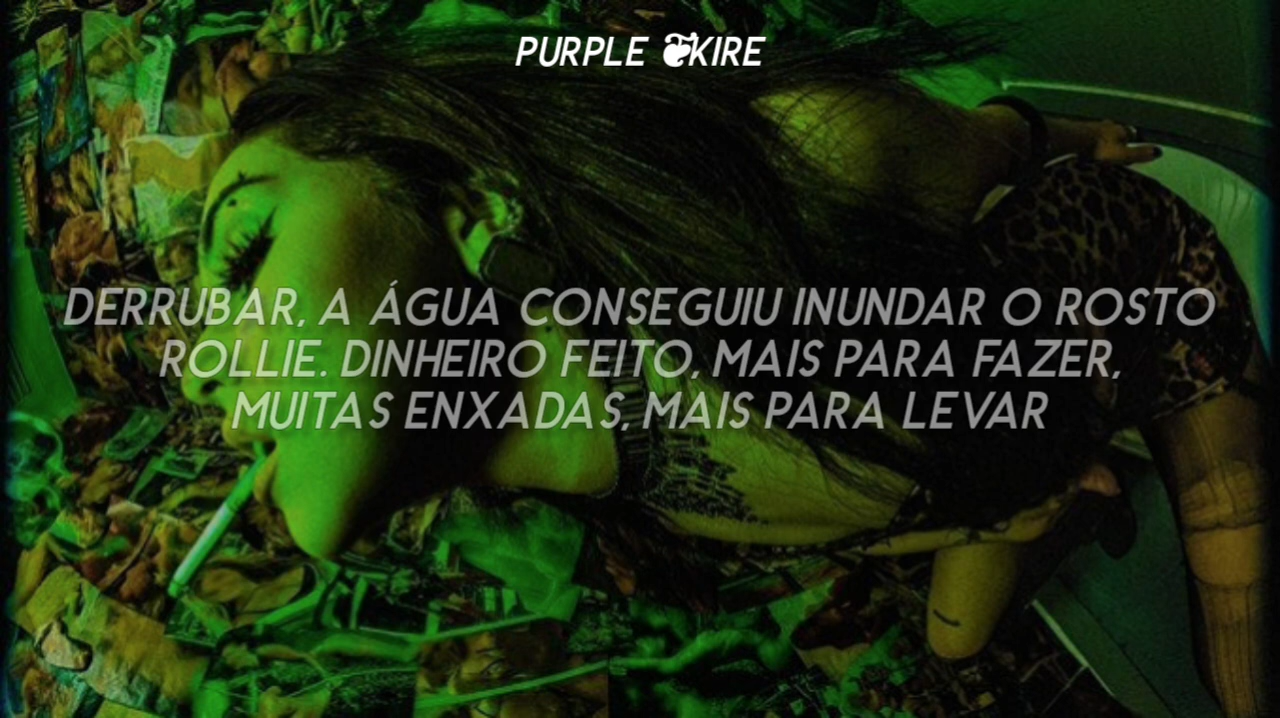 PURPLE ❦KIRE
DERRUBAR, A ÁGUA CONSEGUIU INUNDAR O ROSTO
ROLLIE. DINHEIRO FEITO, MAIS PARA FAZER,
MUITAS ENXADAS, MAIS PARA LEVAR